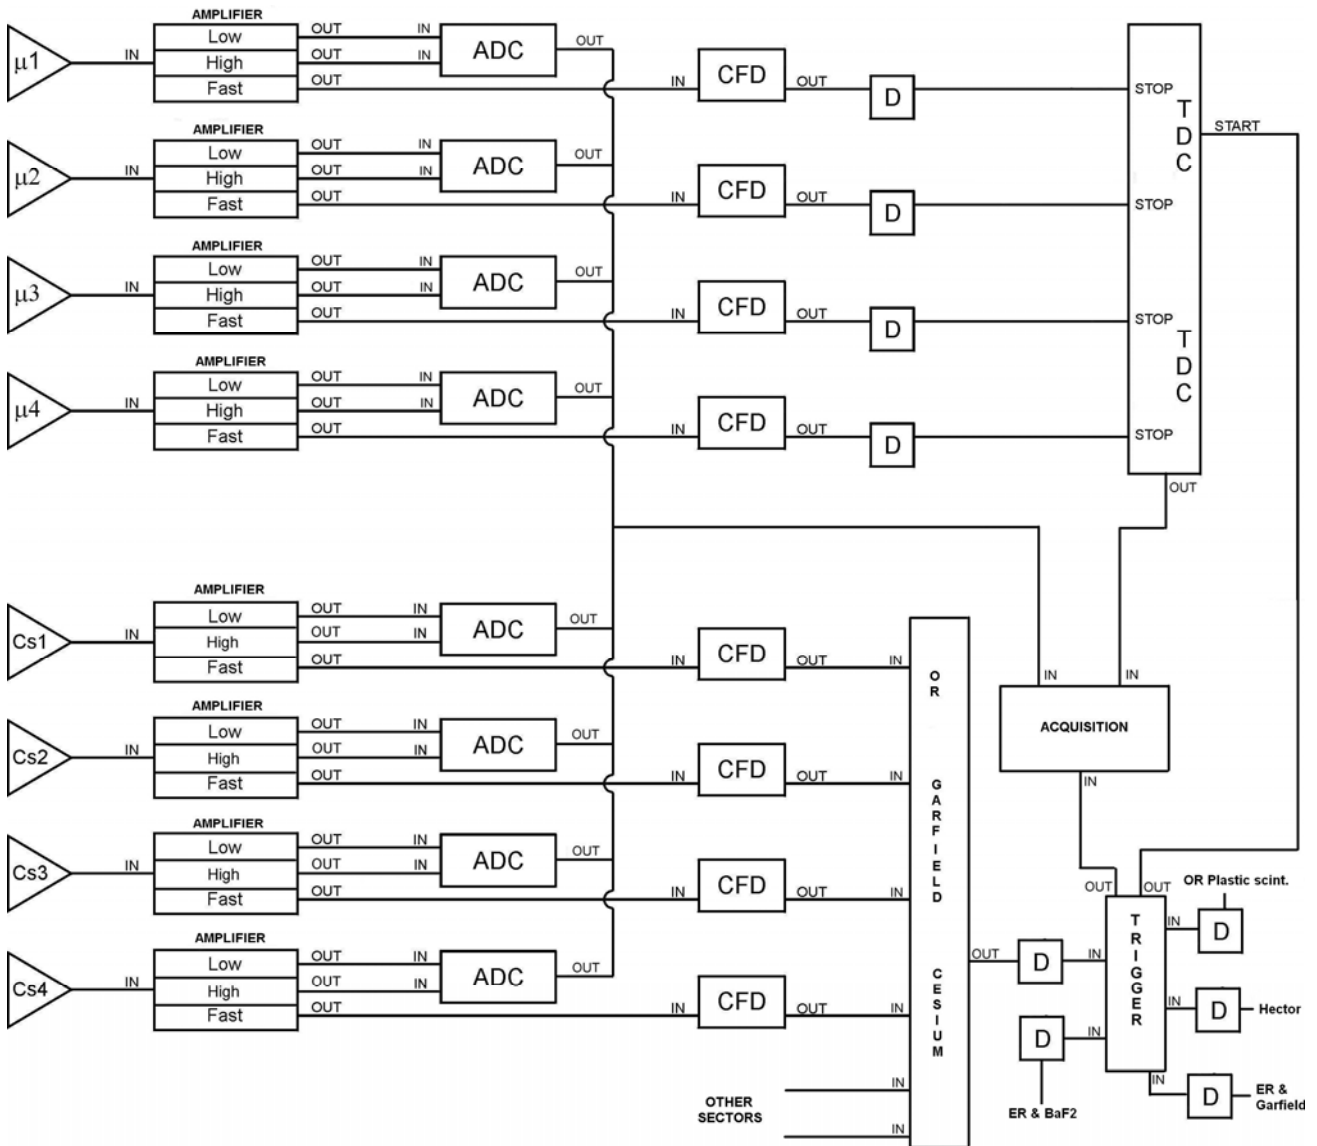 AMPLIFIER
μ1 IN Low OUT IN ADC OUT
High OUT IN
Fast OUT IN CFD OUT D STOP
TDC START
AMPLIFIER
μ2 IN Low OUT IN ADC OUT
High OUT IN
Fast OUT IN CFD OUT D STOP
AMPLIFIER
μ3 IN Low OUT IN ADC OUT
High OUT IN
Fast OUT IN CFD OUT D STOP
TDC
AMPLIFIER
μ4 IN Low OUT IN ADC OUT
High OUT IN
Fast OUT IN CFD OUT D STOP
OUT
AMPLIFIER
Cs1 IN Low OUT IN ADC OUT
High OUT IN
Fast OUT IN CFD OUT IN
OR GARFIELD CESIUM
IN IN
ACQUISITION
IN
AMPLIFIER
Cs2 IN Low OUT IN ADC OUT
High OUT IN
Fast OUT IN CFD OUT IN
AMPLIFIER
Cs3 IN Low OUT IN ADC OUT
High OUT IN
Fast OUT IN CFD OUT IN
AMPLIFIER
Cs4 IN Low OUT IN ADC OUT
High OUT IN
Fast OUT IN CFD OUT IN
OTHER
SECTORS
IN
IN
OUT D IN
OUT OUT
TRIGGER
OR Plastic scint.
IN D
IN D Hector
D IN
ER & BaF2
IN D ER &
Garfield